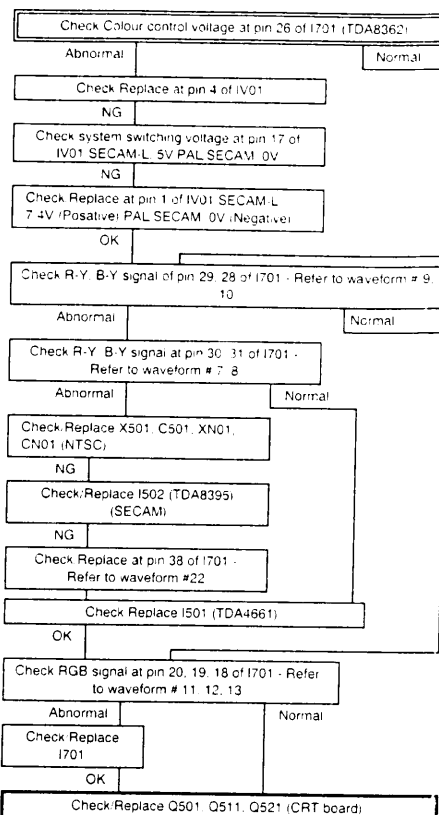 Check Colour control voltage at pin 26 of I701 (TDA8362)
Abnormal
Normal
Check Replace at pin 4 of IV01
NG
Check system switching voltage at pin 17 of
IV01 SECAM-L. 5V PAL SECAM. 0V
NG
Check Replace at pin 1 of IV01 SECAM-L
7.4V (Posative) PAL SECAM. 0V (Negative)
OK
Check R-Y. B-Y signal of pin 29, 28 of I701 - Refer to waveform # 9,
10
Abnormal
Normal
Check R-Y. B-Y signal at pin 30. 31 of I701 -
Refer to waveform # 7. 8
Abnormal
Normal
Check/Replace X501, C501, XN01,
CN01 (NTSC)
NG
Check/Replace I502 (TDA8395)
(SECAM)
NG
Check Replace at pin 38 of I701 -
Refer to waveform #22
Check Replace I501 (TDA4661)
OK
Check RGB signal at pin 20, 19. 18 of I701 - Refer
to waveform # 11. 12. 13
Abnormal
Normal
Check/Replace
I701
OK
Check/Replace Q501, Q511, Q521 (CRT board)